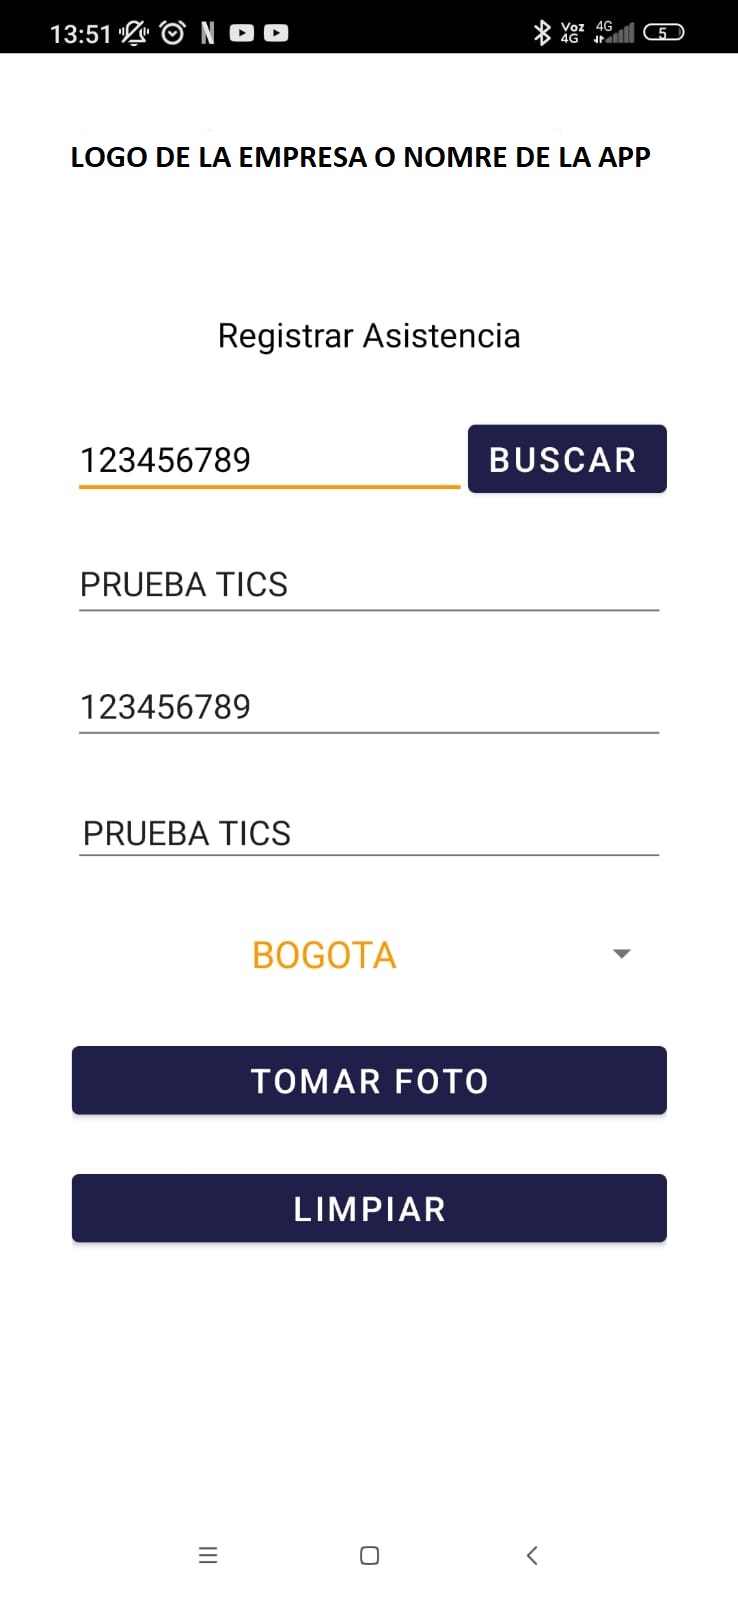 13:51 N Voz 4G 4G 5
LOGO DE LA EMPRESA O NOMRE DE LA APP
Registrar Asistencia
123456789 BUSCAR
PRUEBA TICS
123456789
PRUEBA TICS
BOGOTA
TOMAR FOTO
LIMPIAR